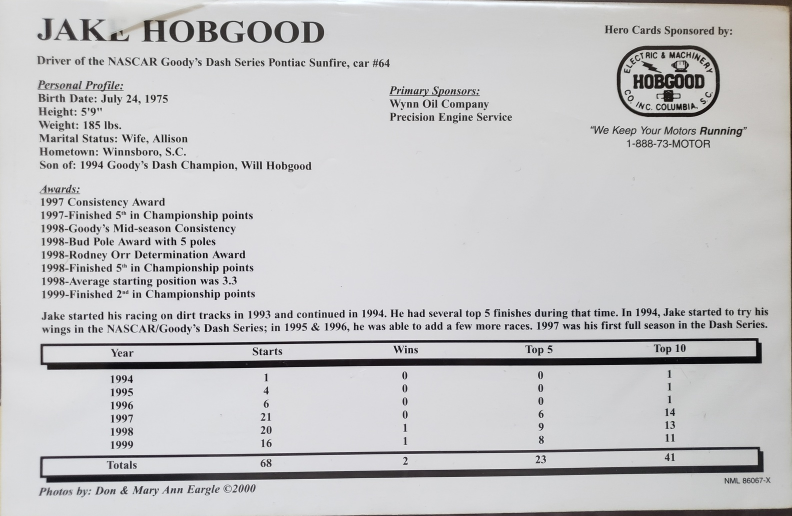 JAKE HOBGOOD
Driver of the NASCAR Goody's Dash Series Pontiac Sunfire, car #64
Hero Cards Sponsored by:
ELECTRIC & MACHINERY
HOBGOOD
CO. INC. COLUMBIA, S.C.
"We Keep Your Motors Running"
1-888-73-MOTOR
Personal Profile:
Birth Date: July 24, 1975
Height: 5'9"
Weight: 185 lbs.
Marital Status: Wife, Allison
Hometown: Winnsboro, S.C.
Son of: 1994 Goody's Dash Champion, Will Hobgood
Primary Sponsors:
Wynn Oil Company
Precision Engine Service
Awards:
1997 Consistency Award
1997-Finished 5th in Championship points
1998-Goody's Mid-season Consistency
1998-Bud Pole Award with 5 poles
1998-Rodney Orr Determination Award
1998-Finished 5th in Championship points
1998-Average starting position was 3.3
1999-Finished 2nd in Championship points
Jake started his racing on dirt tracks in 1993 and continued in 1994. He had several top 5 finishes during that time. In 1994, Jake started to try his
wings in the NASCAR/Goody's Dash Series; in 1995 & 1996, he was able to add a few more races. 1997 was his first full season in the Dash Series.
Year Starts Wins Top 5 Top 10
1994 1 0 0 1
1995 4 0 0 1
1996 6 0 0 1
1997 21 0 6 14
1998 20 1 9 13
1999 16 1 8 11
Totals 68 2 23 41
Photos by: Don & Mary Ann Eargle ©2000
NML 86067-X